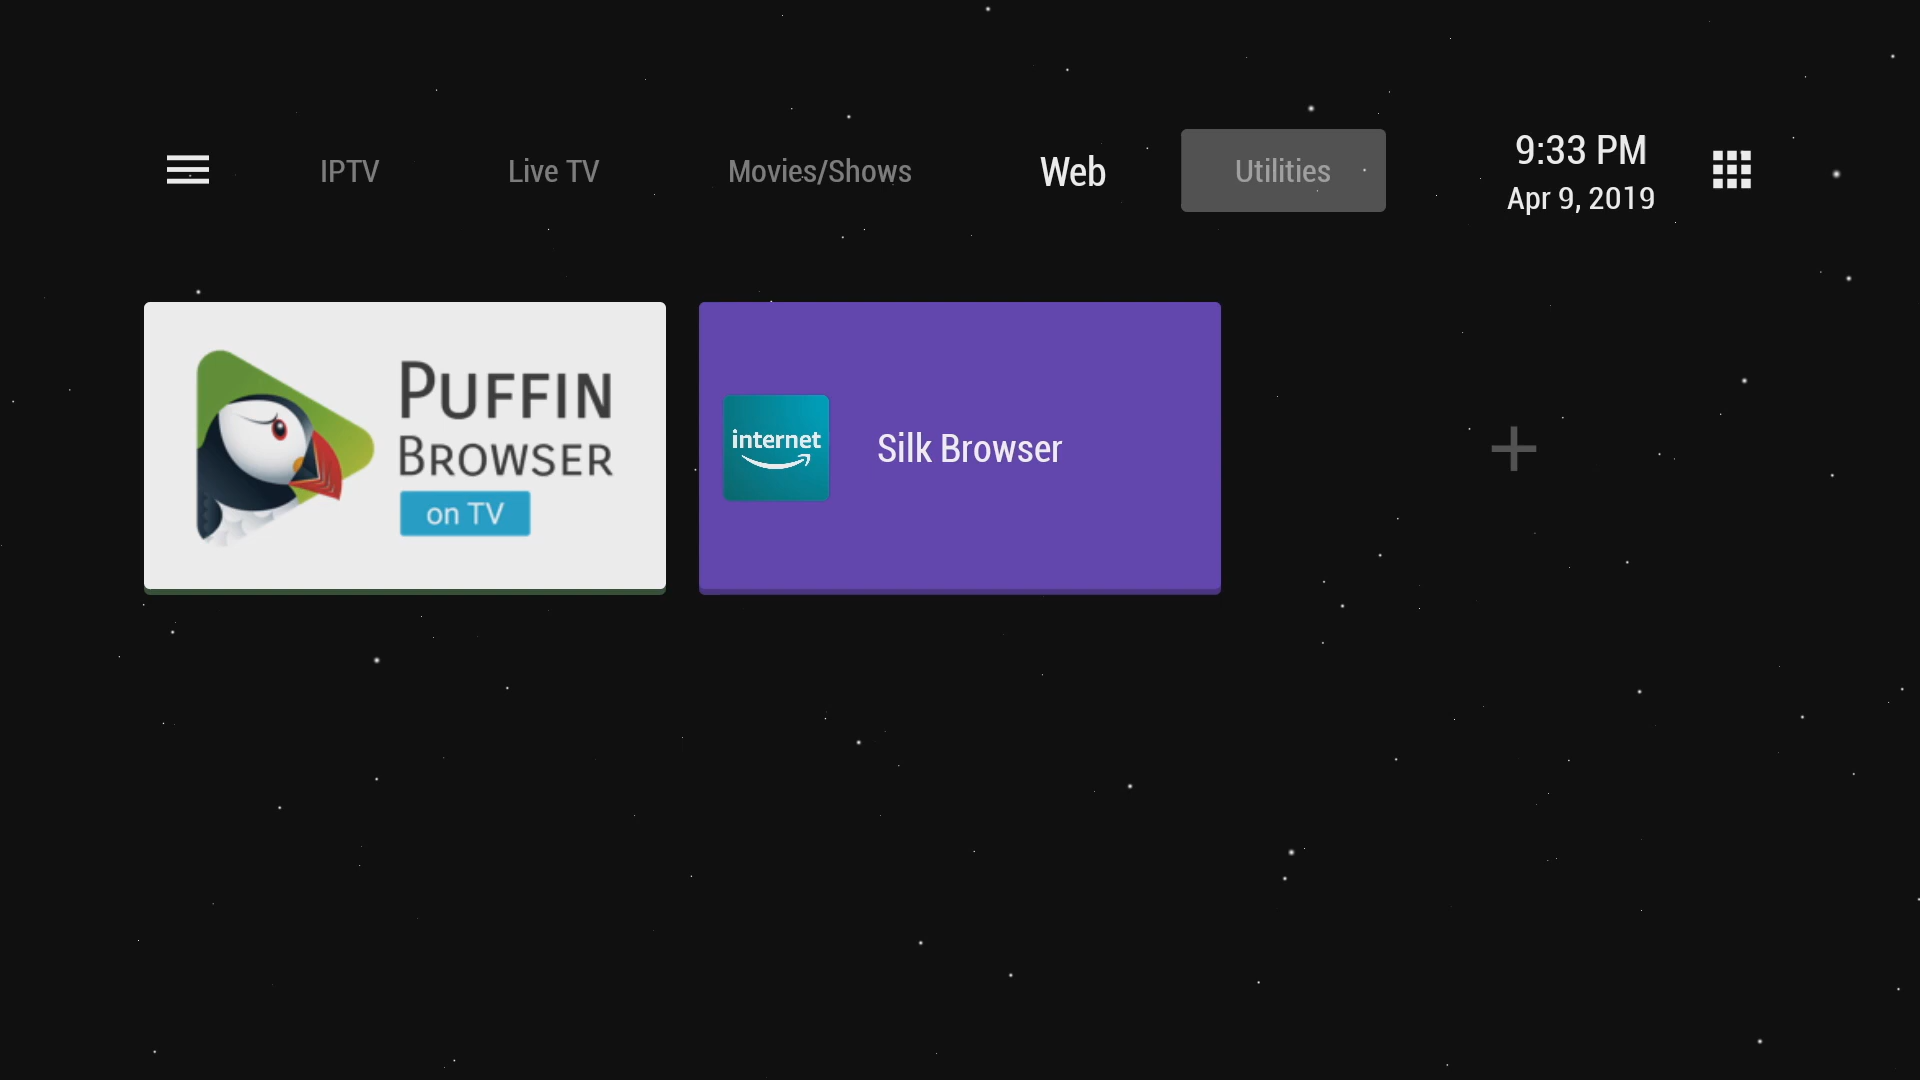 IPTV
Live TV
Movies/Shows
Web
Utilities
9:33 PM
Apr 9, 2019
PUFFIN
BROWSER
on TV
internet
Silk Browser